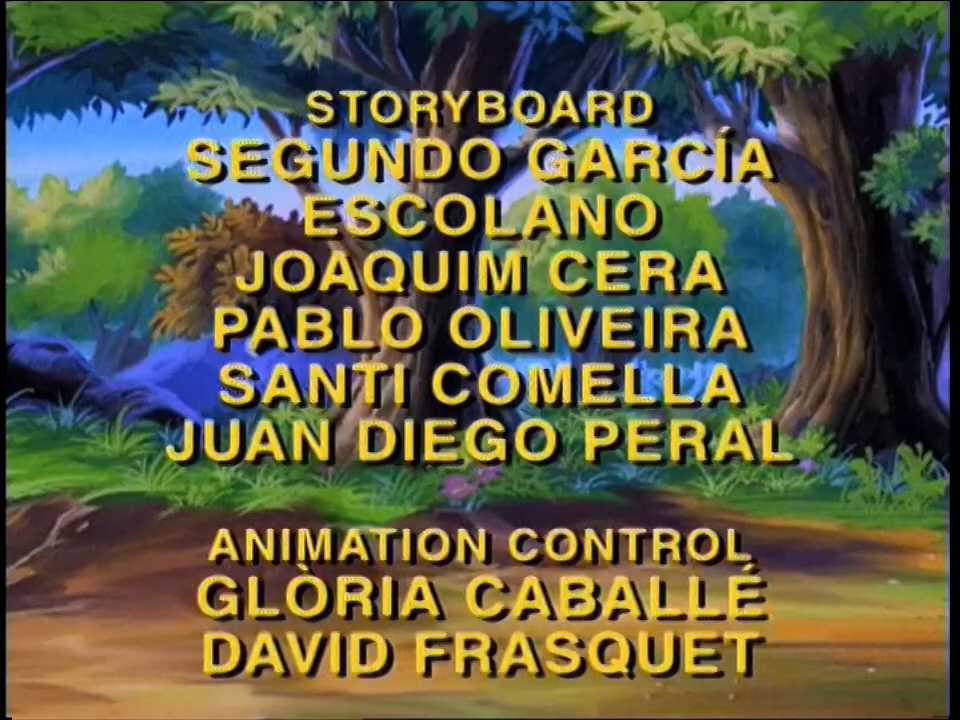 STORYBOARD
SEGUNDO GARCÍA
ESCOLANO
JOAQUIM CERA
PABLO OLIVEIRA
SANTI COMELLA
JUAN DIEGO PERAL
ANIMATION CONTROL
GLÒRIA CABALLÉ
DAVID FRASQUET